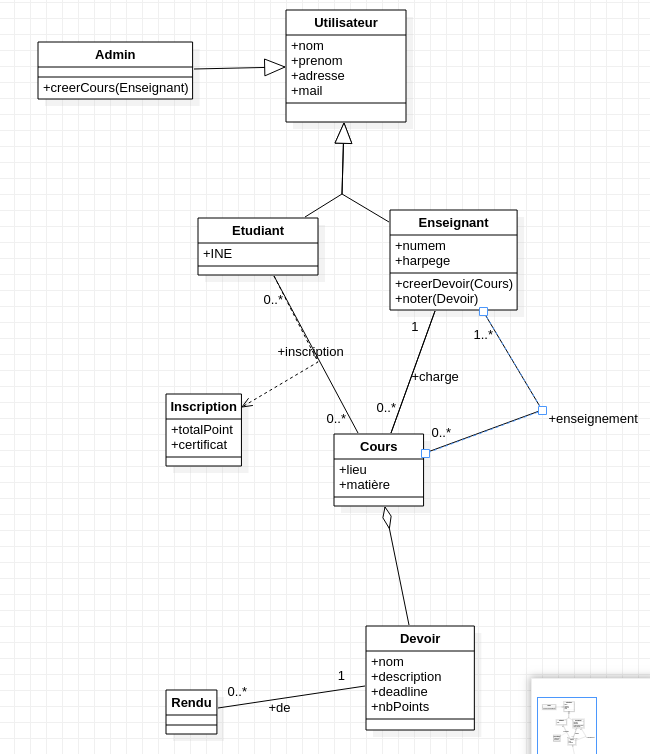 Utilisateur
+nom
+prenom
+adresse
+mail
Admin
+creerCours(Enseignant)
Etudiant
+INE
Enseignant
+numem
+harpege
+creerDevoir(Cours)
+noter(Devoir)
0..*
1
1..*
+inscription
+charge
Inscription
+totalPoint
+certificat
0..*
0..*
0..*
+enseignement
Cours
+lieu
+matière
Devoir
+nom
+description
+deadline
+nbPoints
Rendu
0..*
1
+de